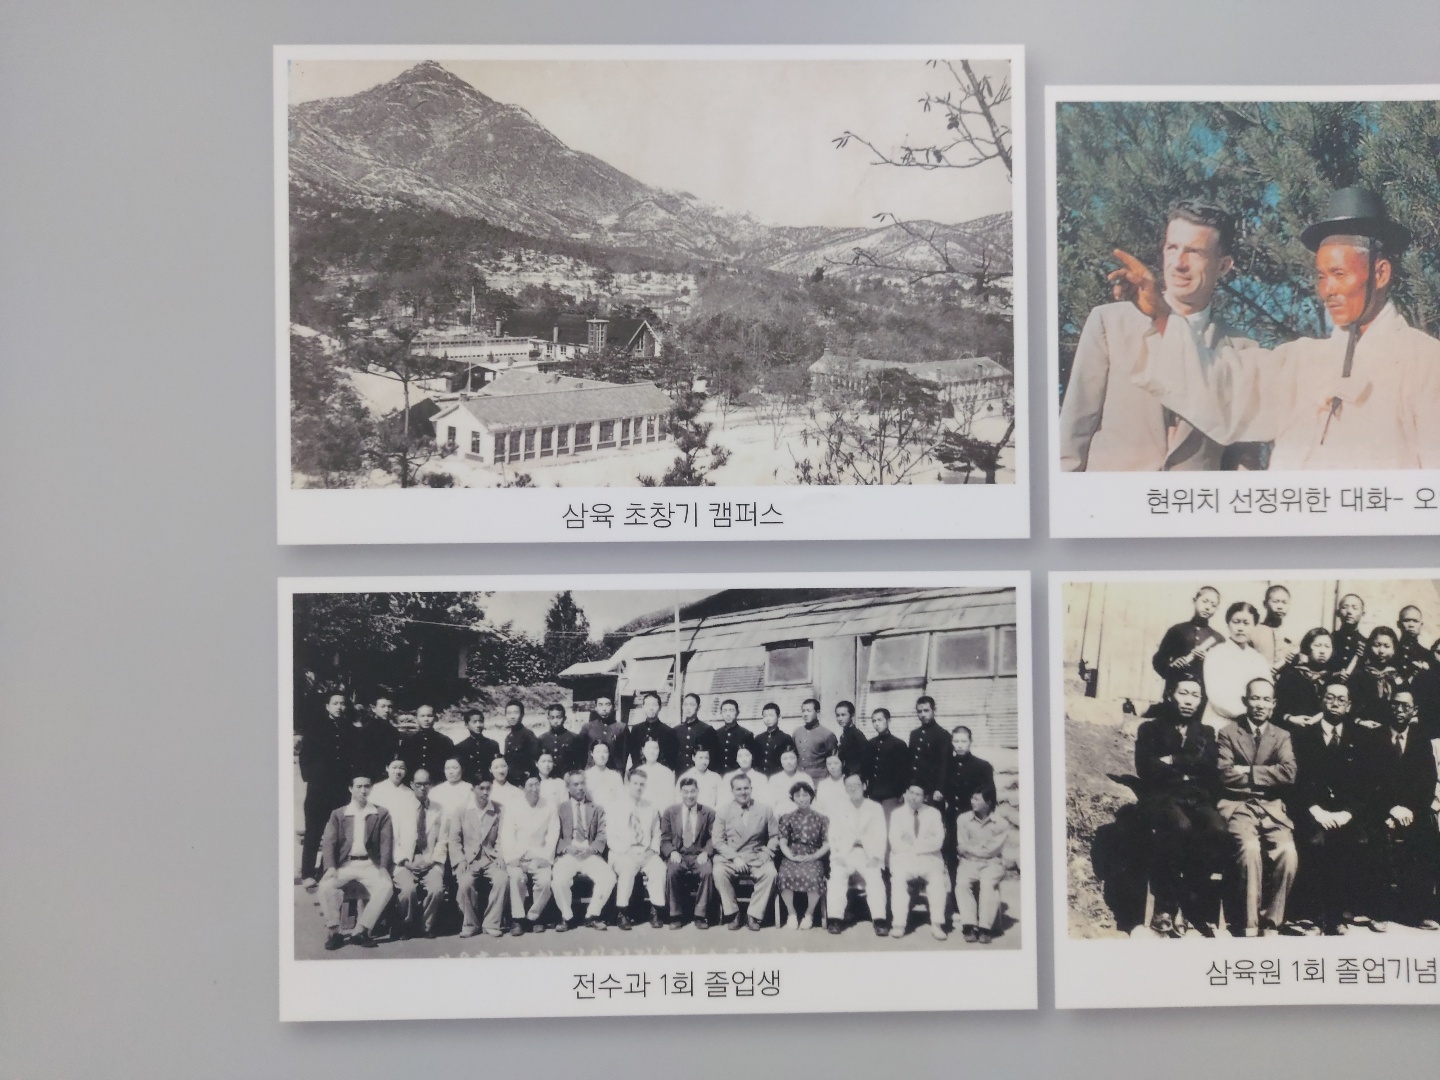 삼육 초창기 캠퍼스
현위치 선정위한 대화- 오
전수과 1회 졸업생
삼육원 1회 졸업기념